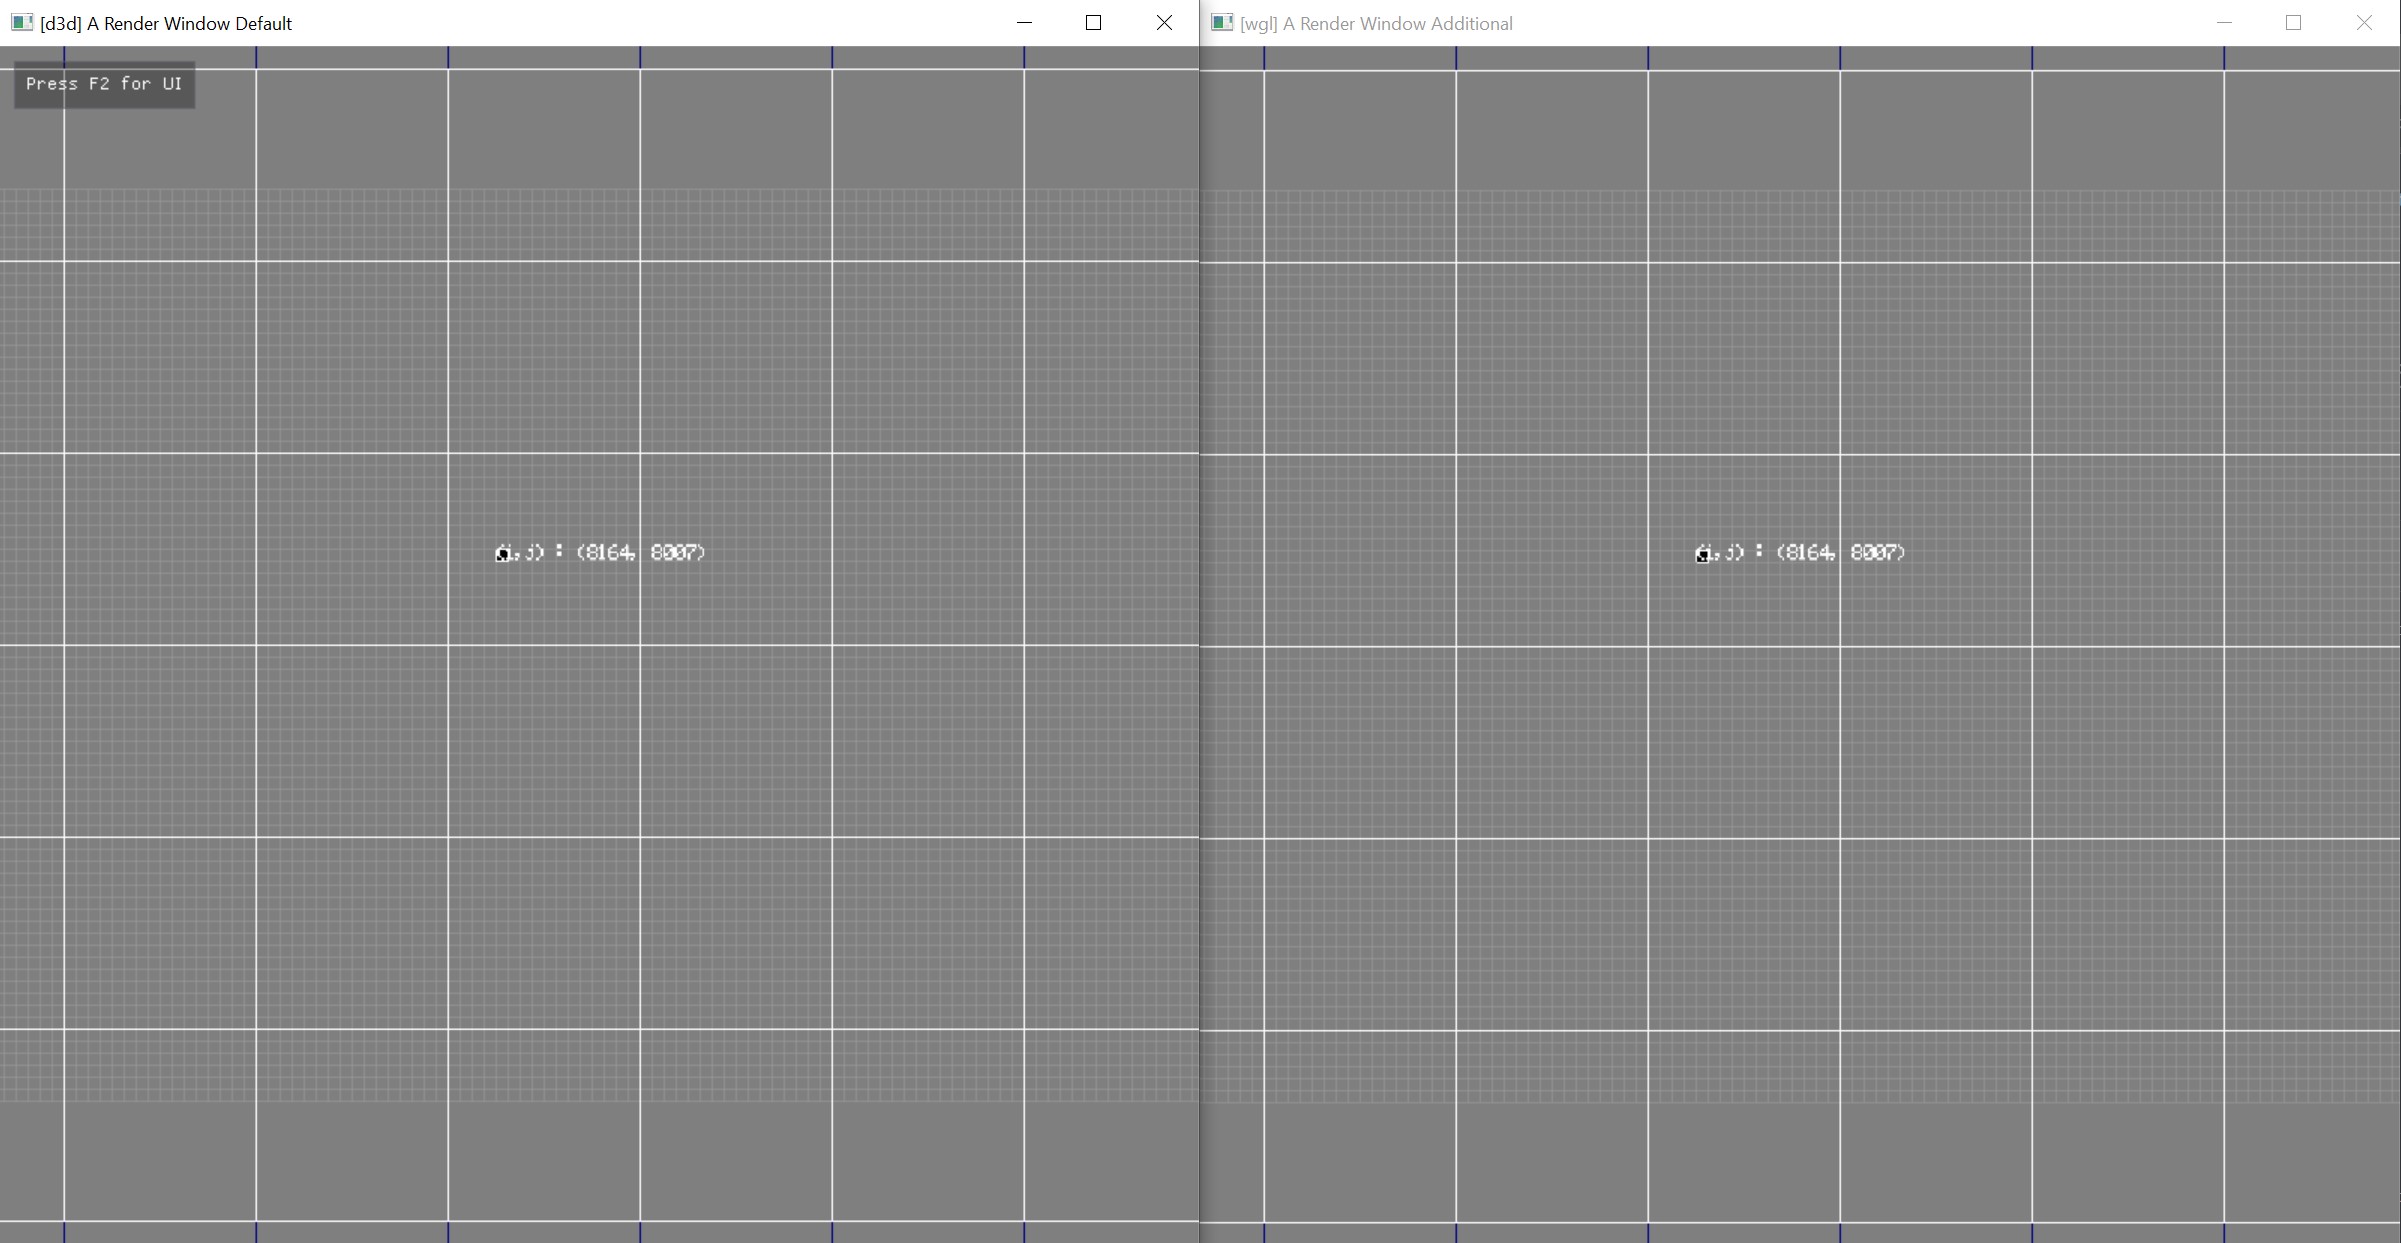 [d3d] A Render Window Default
[wgl] A Render Window Additional
Press F2 for UI
(i,j) : (8164, 8007)
(i,j) : (8164, 8007)